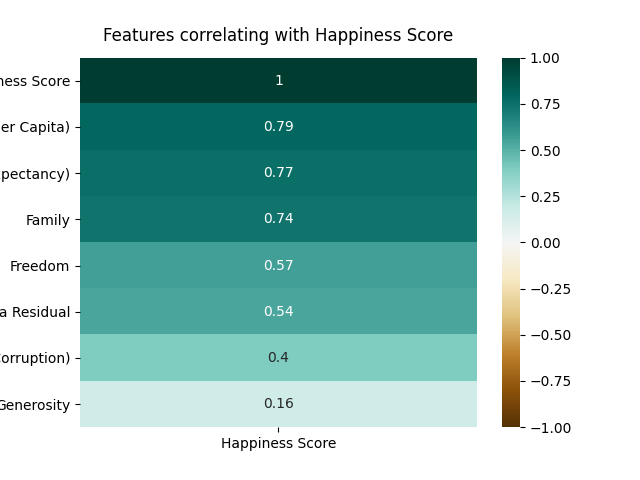 Features correlating with Happiness Score
ness Score
1
er Capita)
0.79
pectancy)
0.77
Family
0.74
Freedom
0.57
a Residual
0.54
Corruption)
0.4
Generosity
0.16
Happiness Score
1.00
0.75
0.50
0.25
0.00
−0.25
−0.50
−0.75
−1.00